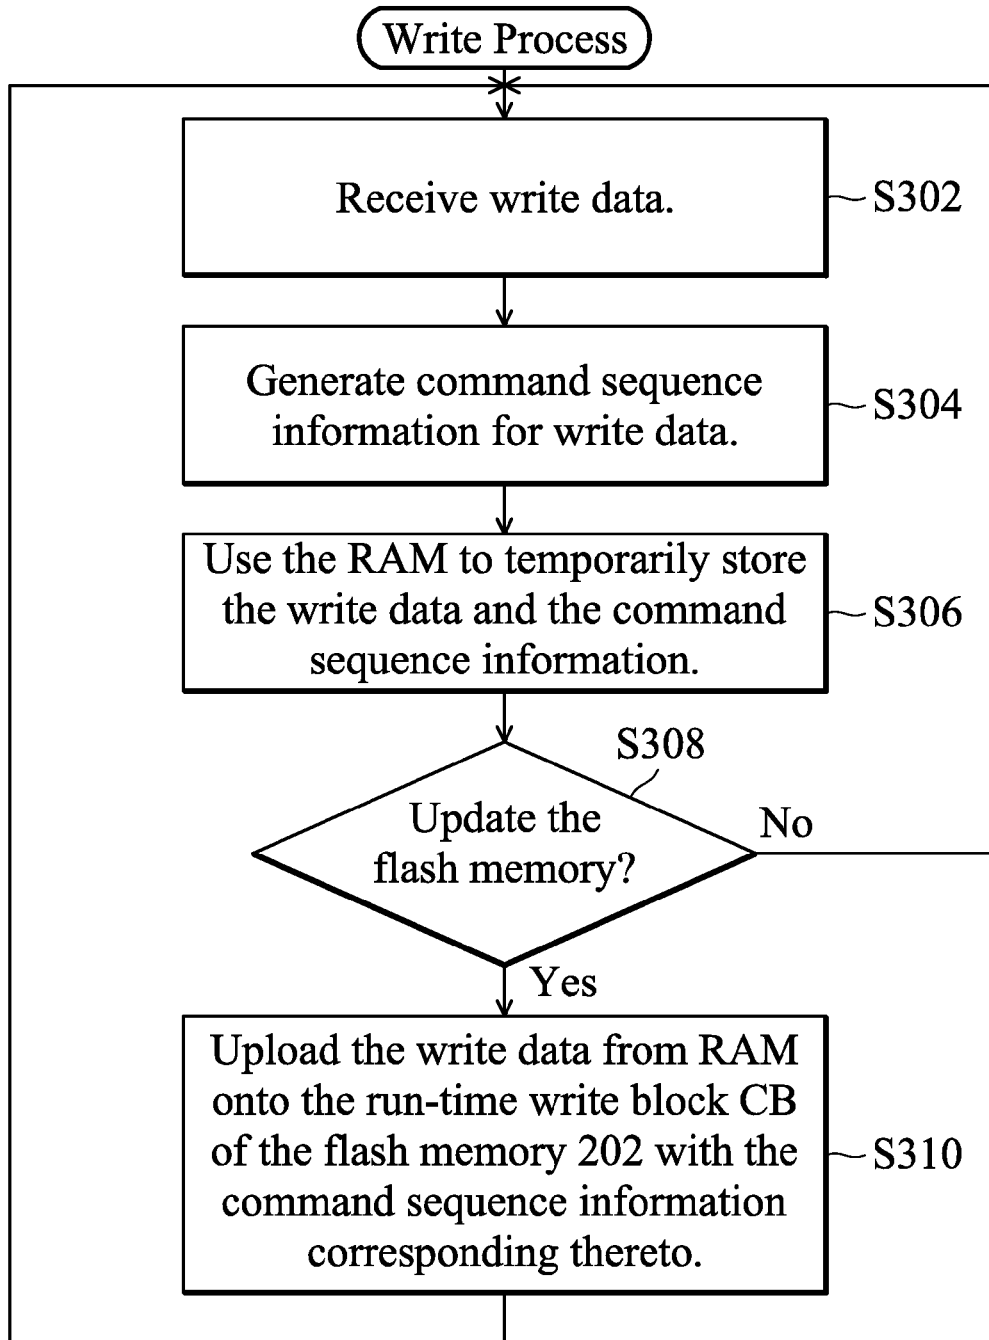 Write Process
Receive write data.
S302
Generate command sequence
information for write data.
S304
Use the RAM to temporarily store
the write data and the command
sequence information.
S306
S308
Update the
flash memory?
No
Yes
Upload the write data from RAM
onto the run-time write block CB
of the flash memory 202 with the
command sequence information
corresponding thereto.
S310